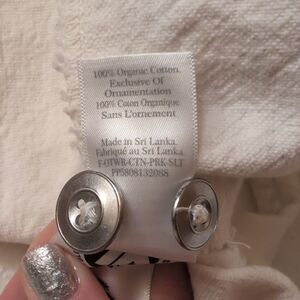 100% Organic Cotton.
Exclusive Of
Ornamentation
100% Coton Organique
Sans L'ornement
Made in Sri Lanka.
Fabriqué au Sri Lanka
F-OTWR-CTN-PRK-SLT
PP5808132088